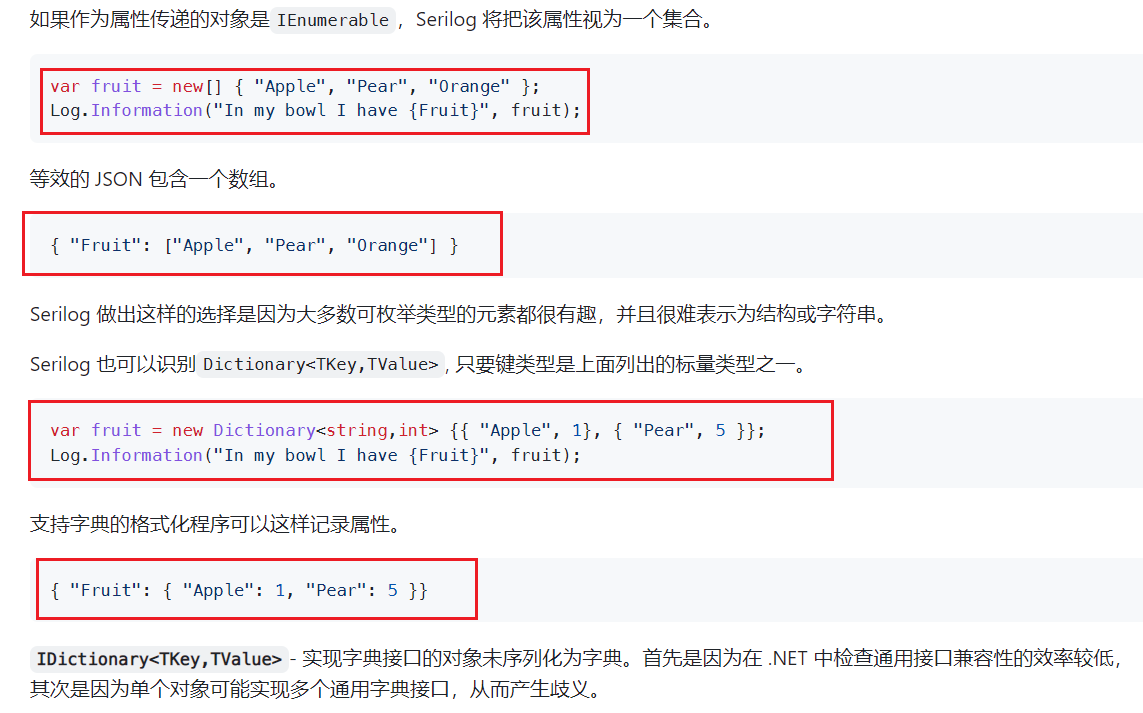 如果作为属性传递的对象是 IEnumerable ，Serilog 将把该属性视为一个集合。
var fruit = new[] { "Apple", "Pear", "Orange" };
Log.Information("In my bowl I have {Fruit}", fruit);
等效的 JSON 包含一个数组。
{ "Fruit": ["Apple", "Pear", "Orange"] }
Serilog 做出这样的选择是因为大多数可枚举类型的元素都很有趣，并且很难表示为结构或字符串。
Serilog 也可以识别 Dictionary<TKey,TValue> , 只要键类型是上面列出的标量类型之一。
var fruit = new Dictionary<string,int> {{ "Apple", 1}, { "Pear", 5 }};
Log.Information("In my bowl I have {Fruit}", fruit);
支持字典的格式化程序可以这样记录属性。
{ "Fruit": { "Apple": 1, "Pear": 5 }}
IDictionary<TKey,TValue> - 实现字典接口的对象未序列化为字典。首先是因为在 .NET 中检查通用接口兼容性的效率较低，
其次是因为单个对象可能实现多个通用字典接口，从而产生歧义。